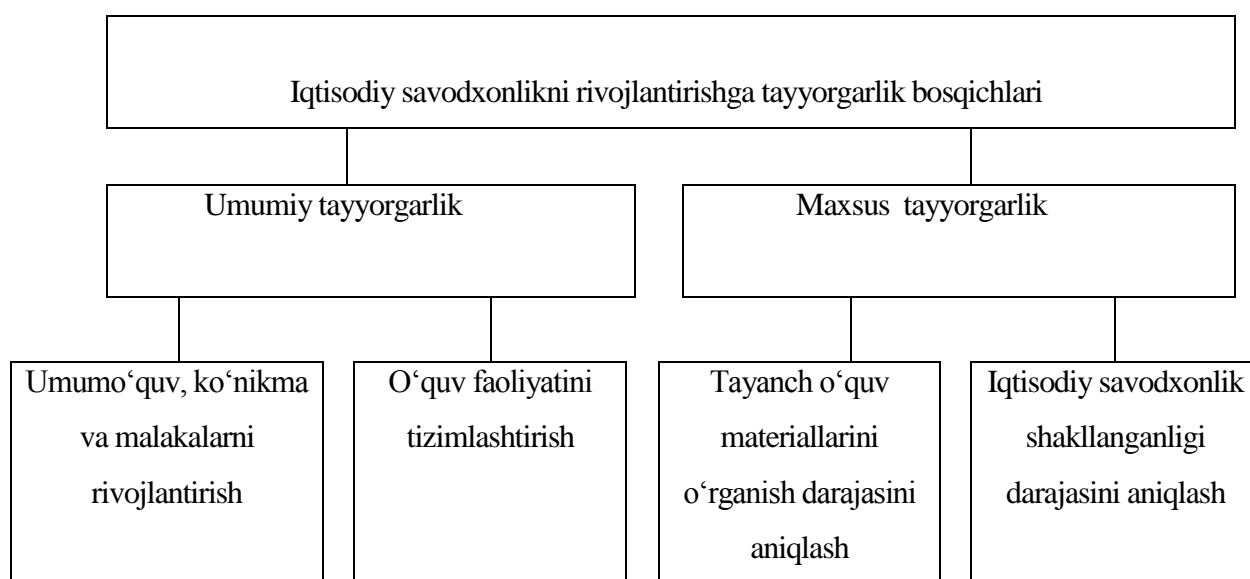 Iqtisodiy savodxonlikni rivojlantirishga tayyorgarlik bosqichlari
Umumiy tayyorgarlik
Maxsus tayyorgarlik
Umumo‘quv, ko‘nikma
va malakalarni
rivojlantirish
O‘quv faoliyatini
tizimlashtirish
Tayanch o‘quv
materiallarini
o‘rganish darajasini
aniqlash
Iqtisodiy savodxonlik
shakllanganligi
darajasini aniqlash